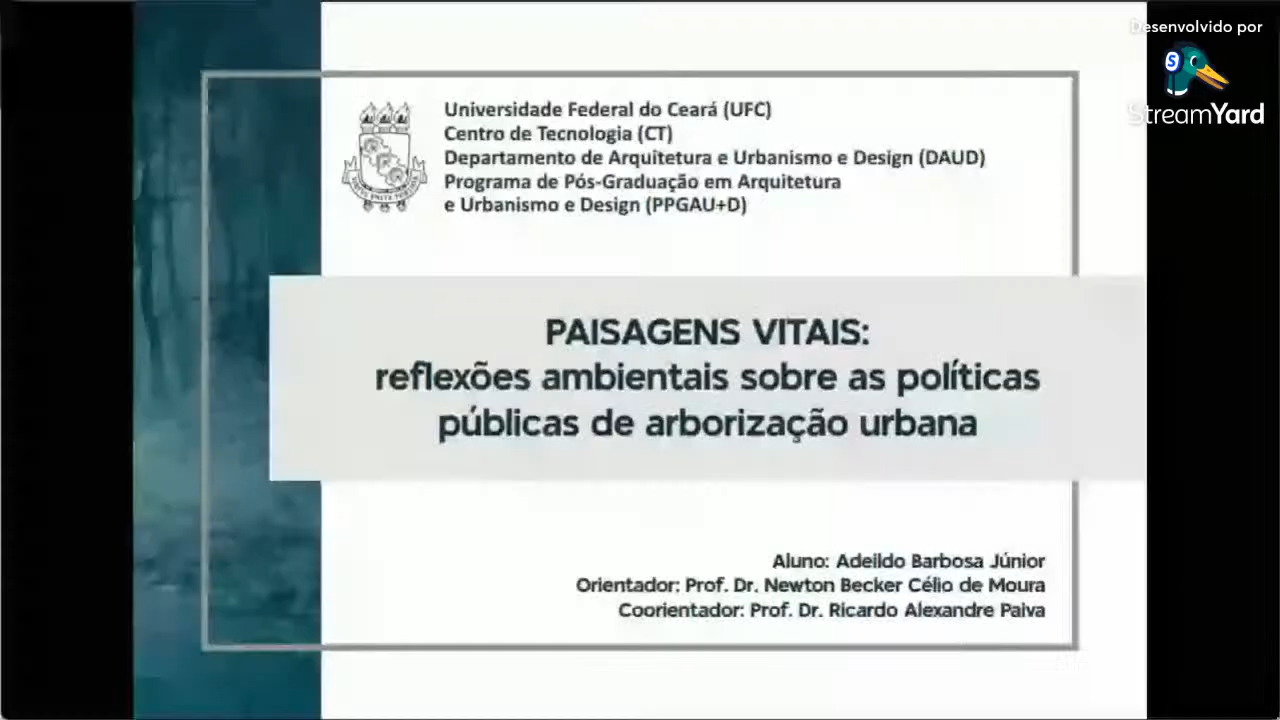 Desenvolvido por
StreamYard
Universidade Federal do Ceará (UFC)
Centro de Tecnologia (CT)
Departamento de Arquitetura e Urbanismo e Design (DAUD)
Programa de Pós-Graduação em Arquitetura
e Urbanismo e Design (PPGAU+D)
PAISAGENS VITAIS:
reflexões ambientais sobre as políticas
públicas de arborização urbana
Aluno: Adeildo Barbosa Júnior
Orientador: Prof. Dr. Newton Becker Célio de Moura
Coorientador: Prof. Dr. Ricardo Alexandre Paiva